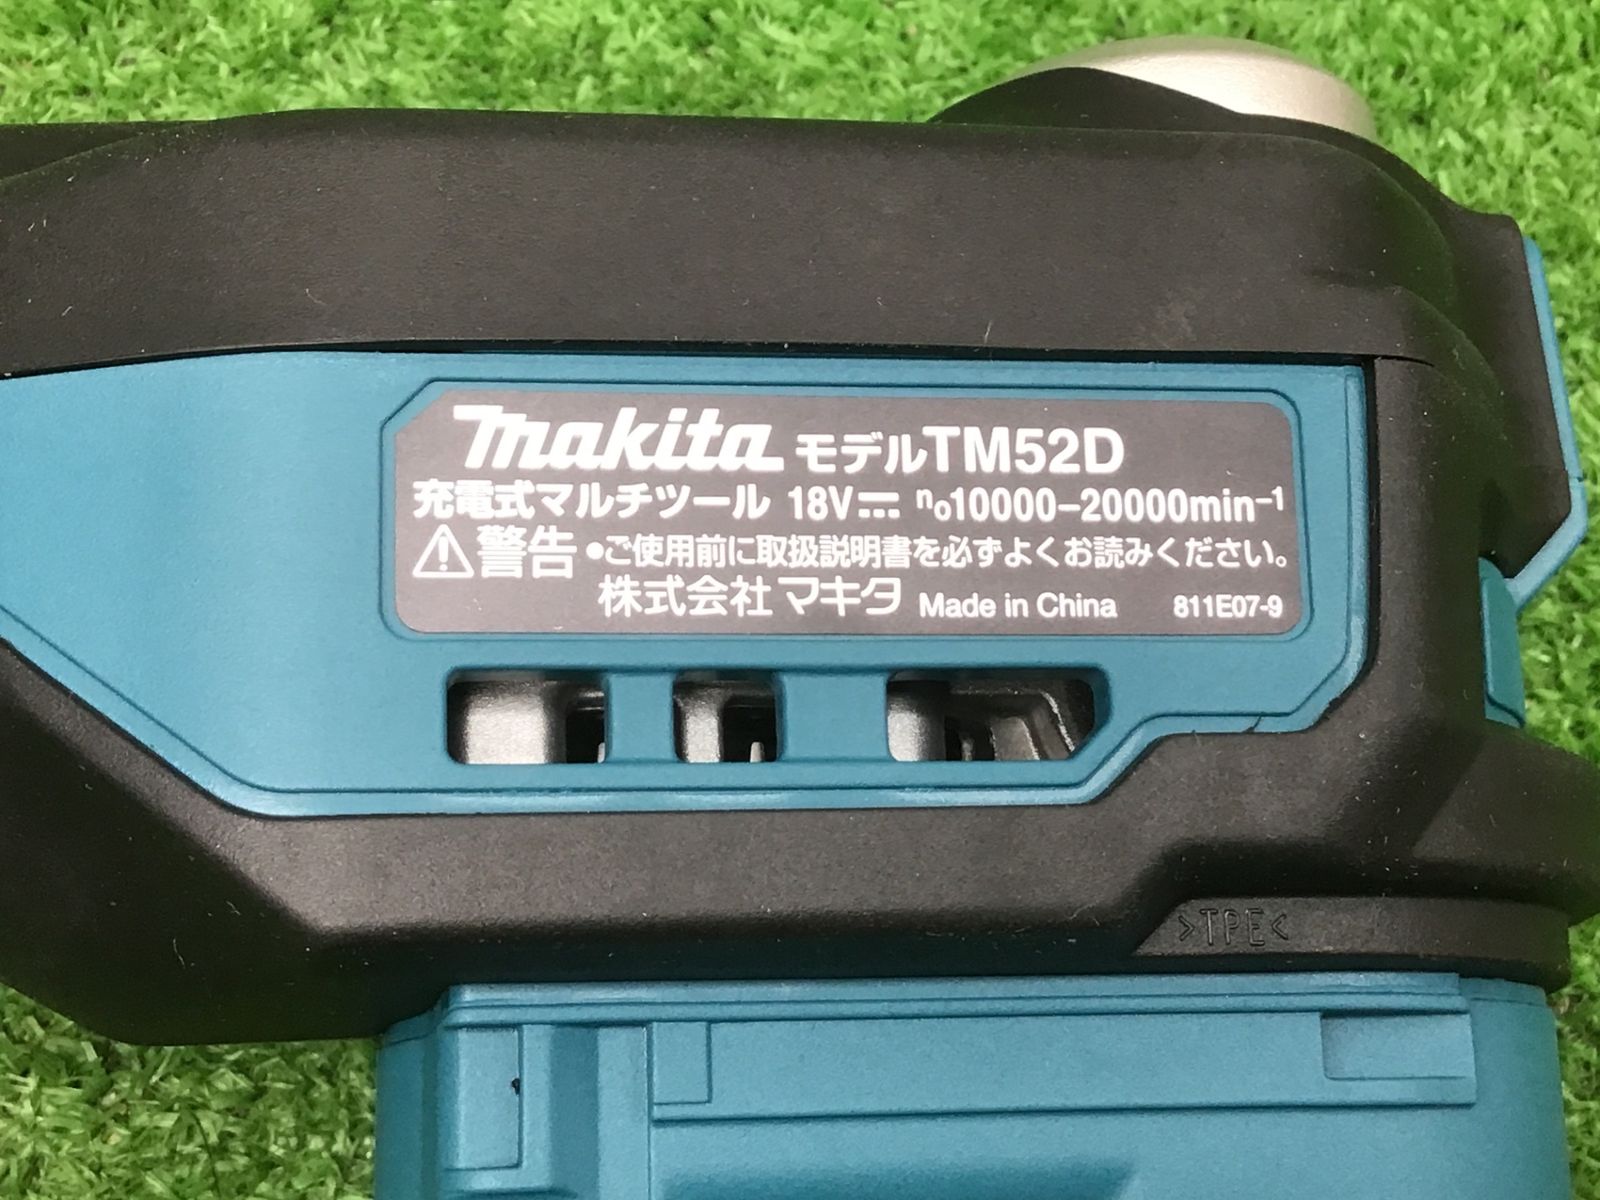 makita モデルTM52D
充電式マルチツール 18V⎓ n₀10000-20000min⁻¹
⚠警告 ●ご使用前に取扱説明書を必ずよくお読みください。
株式会社 マキタ Made in China 811E07-9
>TPE<